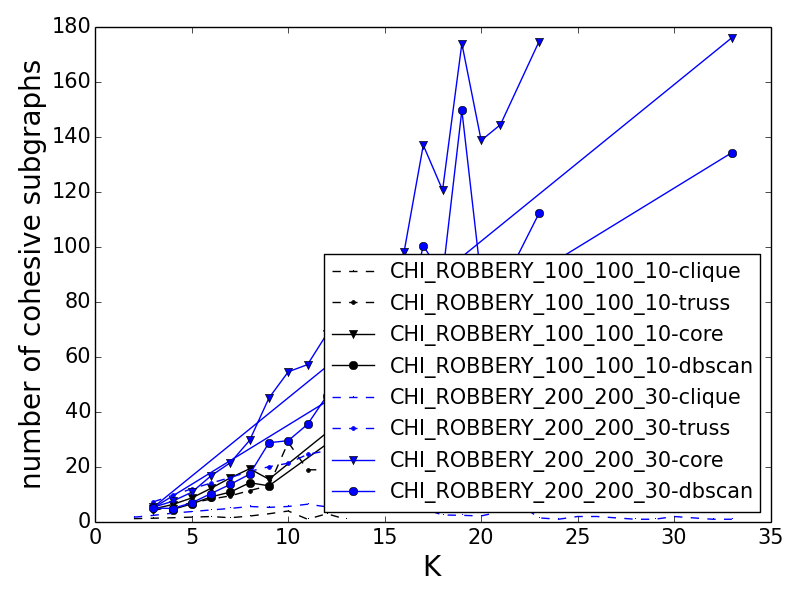 180
160
140
120
100
80
60
40
20
0
number of cohesive subgraphs
CHI_ROBBERY_100_100_10-clique
CHI_ROBBERY_100_100_10-truss
CHI_ROBBERY_100_100_10-core
CHI_ROBBERY_100_100_10-dbscan
CHI_ROBBERY_200_200_30-clique
CHI_ROBBERY_200_200_30-truss
CHI_ROBBERY_200_200_30-core
CHI_ROBBERY_200_200_30-dbscan
0 5 10 15 20 25 30 35
K